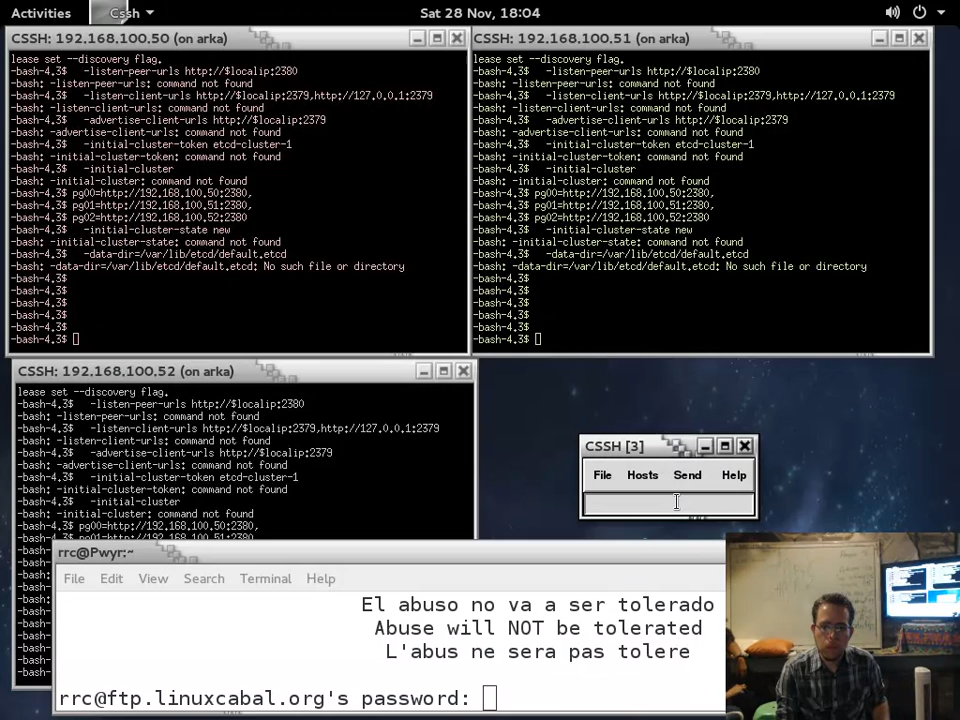 Activities
Cssh
Sat 28 Nov, 18:04
CSSH: 192.168.100.50 (on arka)
lease set --discovery flag.
-bash-4.3$   -listen-peer-urls http://$localip:2380
-bash: -listen-peer-urls: command not found
-bash-4.3$   -listen-client-urls http://$localip:2379,http://127.0.0.1:2379
-bash: -listen-client-urls: command not found
-bash-4.3$   -advertise-client-urls http://$localip:2379
-bash: -advertise-client-urls: command not found
-bash-4.3$   -initial-cluster-token etcd-cluster-1
-bash: -initial-cluster-token: command not found
-bash-4.3$   -initial-cluster
-bash: -initial-cluster: command not found
-bash-4.3$ pg00=http://192.168.100.50:2380,
-bash-4.3$ pg01=http://192.168.100.51:2380,
-bash-4.3$ pg02=http://192.168.100.52:2380
-bash-4.3$   -initial-cluster-state new
-bash: -initial-cluster-state: command not found
-bash-4.3$   -data-dir=/var/lib/etcd/default.etcd
-bash: -data-dir=/var/lib/etcd/default.etcd: No such file or directory
-bash-4.3$
-bash-4.3$
-bash-4.3$
-bash-4.3$
-bash-4.3$
-bash-4.3$
CSSH: 192.168.100.51 (on arka)
lease set --discovery flag.
-bash-4.3$   -listen-peer-urls http://$localip:2380
-bash: -listen-peer-urls: command not found
-bash-4.3$   -listen-client-urls http://$localip:2379,http://127.0.0.1:2379
-bash: -listen-client-urls: command not found
-bash-4.3$   -advertise-client-urls http://$localip:2379
-bash: -advertise-client-urls: command not found
-bash-4.3$   -initial-cluster-token etcd-cluster-1
-bash: -initial-cluster-token: command not found
-bash-4.3$   -initial-cluster
-bash: -initial-cluster: command not found
-bash-4.3$ pg00=http://192.168.100.50:2380,
-bash-4.3$ pg01=http://192.168.100.51:2380,
-bash-4.3$ pg02=http://192.168.100.52:2380
-bash-4.3$   -initial-cluster-state new
-bash: -initial-cluster-state: command not found
-bash-4.3$   -data-dir=/var/lib/etcd/default.etcd
-bash: -data-dir=/var/lib/etcd/default.etcd: No such file or directory
-bash-4.3$
-bash-4.3$
-bash-4.3$
-bash-4.3$
-bash-4.3$
-bash-4.3$
CSSH: 192.168.100.52 (on arka)
lease set --discovery flag.
-bash-4.3$   -listen-peer-urls http://$localip:2380
-bash: -listen-peer-urls: command not found
-bash-4.3$   -listen-client-urls http://$localip:2379,http://127.0.0.1:2379
-bash: -listen-client-urls: command not found
-bash-4.3$   -advertise-client-urls http://$localip:2379
-bash: -advertise-client-urls: command not found
-bash-4.3$   -initial-cluster-token etcd-cluster-1
-bash: -initial-cluster-token: command not found
-bash-4.3$   -initial-cluster
-bash: -initial-cluster: command not found
-bash-4.3$ pg00=http://192.168.100.50:2380,
-bash-4.3$ pg01=http://192.168.100.51:2380,
CSSH [3]
File Hosts Send Help
rrc@Pwyr:~
File Edit View Search Terminal Help
El abuso no va a ser tolerado
Abuse will NOT be tolerated
L'abus ne sera pas tolere
rrc@ftp.linuxcabal.org's password: